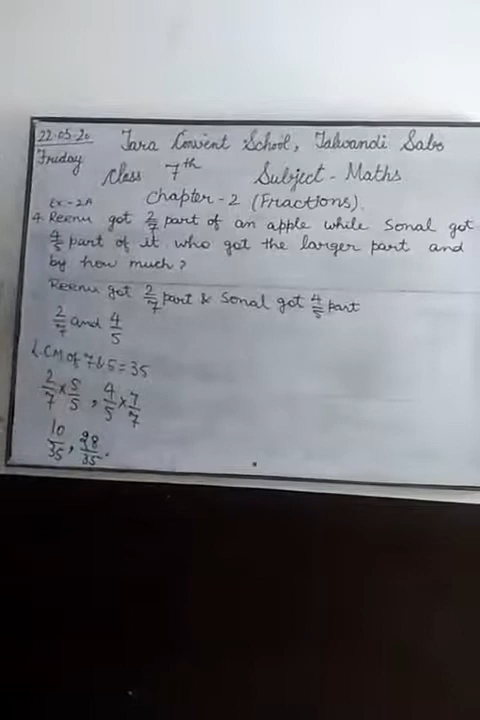 22.05.20 Tara Convent School, Talwandi Sabo
Friday Class 7th Subject - Maths
Chapter - 2 (Fractions).
Ex - 2A
4. Reenu got 2/7 part of an apple while Sonal got
4/5 part of it who got the larger part and
by how much?
Reenu got 2/7 part & Sonal got 4/5 part
2/7 and 4/5
L.CM of 7&5 = 35
2/7 × 5/5 , 4/5 × 7/7
10/35 , 28/35.